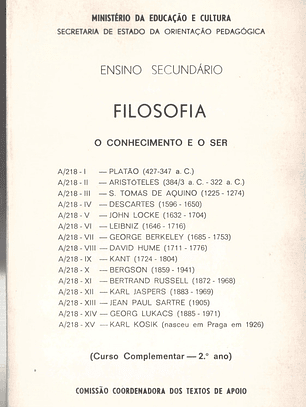 MINISTÉRIO DA EDUCAÇÃO E CULTURA
SECRETARIA DE ESTADO DA ORIENTAÇÃO PEDAGÓGICA
ENSINO SECUNDÁRIO
FILOSOFIA
O CONHECIMENTO E O SER
A/218 - I — PLATÃO (427-347 a. C.)
A/218 - II — ARISTÓTELES (384/3 a. C. - 322 a. C.)
A/218 - III — S. TOMAS DE AQUINO (1225 - 1274)
A/218 - IV — DESCARTES (1596 - 1650)
A/218 - V — JOHN LOCKE (1632 - 1704)
A/218 - VI — LEIBNIZ (1646 - 1716)
A/218 - VII — GEORGE BERKELEY (1685 - 1753)
A/218 - VIII — DAVID HUME (1711 - 1776)
A/218 - IX — KANT (1724 - 1804)
A/218 - X — BERGSON (1859 - 1941)
A/218 - XI — BERTRAND RUSSELL (1872 - 1968)
A/218 - XII — KARL JASPERS (1883 - 1969)
A/218 - XIII — JEAN PAUL SARTRE (1905)
A/218 - XIV — GEORG LUKACS (1885 - 1971)
A/218 - XV — KARL KOSIK (nasceu em Praga em 1926)
(Curso Complementar — 2.º ano)
COMISSÃO COORDENADORA DOS TEXTOS DE APOIO